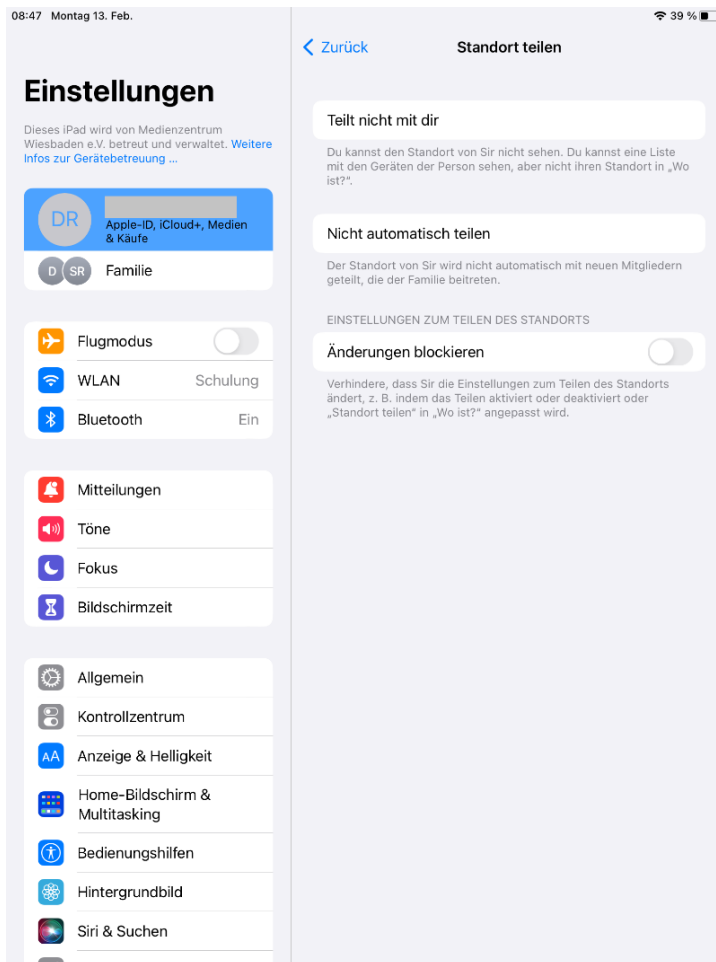 08:47 Montag 13. Feb.
39 %
Einstellungen
Dieses iPad wird von Medienzentrum
Wiesbaden e.V. betreut und verwaltet. Weitere
Infos zur Gerätebetreuung ...
DR
Apple-ID, iCloud+, Medien
& Käufe
D SR Familie
Flugmodus
WLAN Schulung
Bluetooth Ein
Mitteilungen
Töne
Fokus
Bildschirmzeit
Allgemein
Kontrollzentrum
AA Anzeige & Helligkeit
Home-Bildschirm &
Multitasking
Bedienungshilfen
Hintergrundbild
Siri & Suchen
Zurück
Standort teilen
Teilt nicht mit dir
Du kannst den Standort von Sir nicht sehen. Du kannst eine Liste
mit den Geräten der Person sehen, aber nicht ihren Standort in „Wo
ist?“.
Nicht automatisch teilen
Der Standort von Sir wird nicht automatisch mit neuen Mitgliedern
geteilt, die der Familie beitreten.
EINSTELLUNGEN ZUM TEILEN DES STANDORTS
Änderungen blockieren
Verhindere, dass Sir die Einstellungen zum Teilen des Standorts
ändert, z. B. indem das Teilen aktiviert oder deaktiviert oder
„Standort teilen“ in „Wo ist?“ angepasst wird.